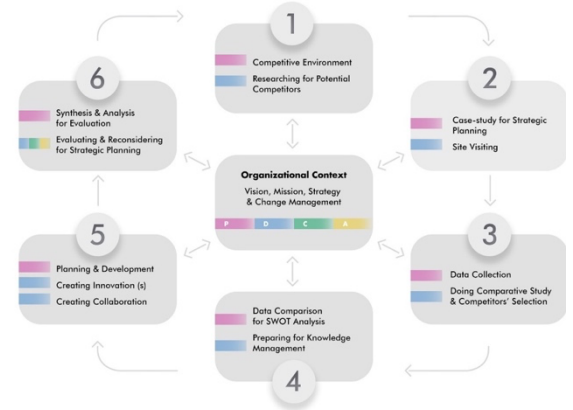 1
Competitive Environment
Researching for Potential
Competitors
2
Case-study for Strategic
Planning
Site Visiting
3
Data Collection
Doing Comparative Study
& Competitors' Selection
4
Data Comparison
for SWOT Analysis
Preparing for Knowledge
Management
5
Planning & Development
Creating Innovation (s)
Creating Collaboration
6
Synthesis & Analysis
for Evaluation
Evaluating & Reconsidering
for Strategic Planning
Organizational Context
Vision, Mission, Strategy
& Change Management
P D C A